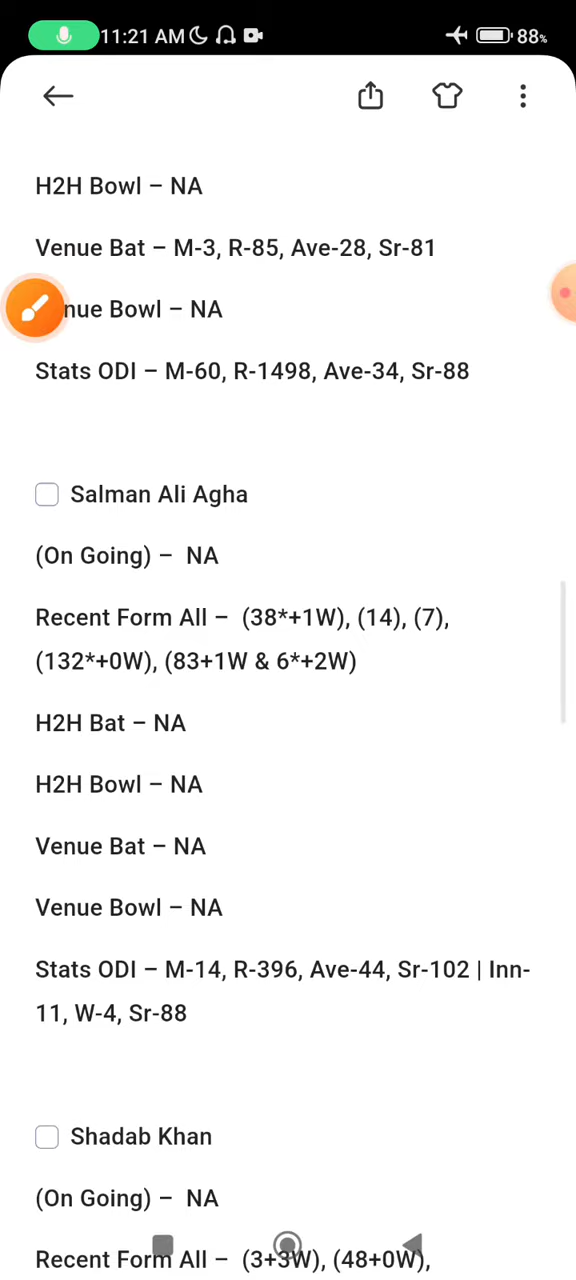 11:21 AM 88%
H2H Bowl – NA
Venue Bat – M-3, R-85, Ave-28, Sr-81
nue Bowl – NA
Stats ODI – M-60, R-1498, Ave-34, Sr-88
Salman Ali Agha
(On Going) – NA
Recent Form All – (38*+1W), (14), (7),
(132*+0W), (83+1W & 6*+2W)
H2H Bat – NA
H2H Bowl – NA
Venue Bat – NA
Venue Bowl – NA
Stats ODI – M-14, R-396, Ave-44, Sr-102 | Inn-
11, W-4, Sr-88
Shadab Khan
(On Going) – NA
Recent Form All – (3+3W), (48+0W),